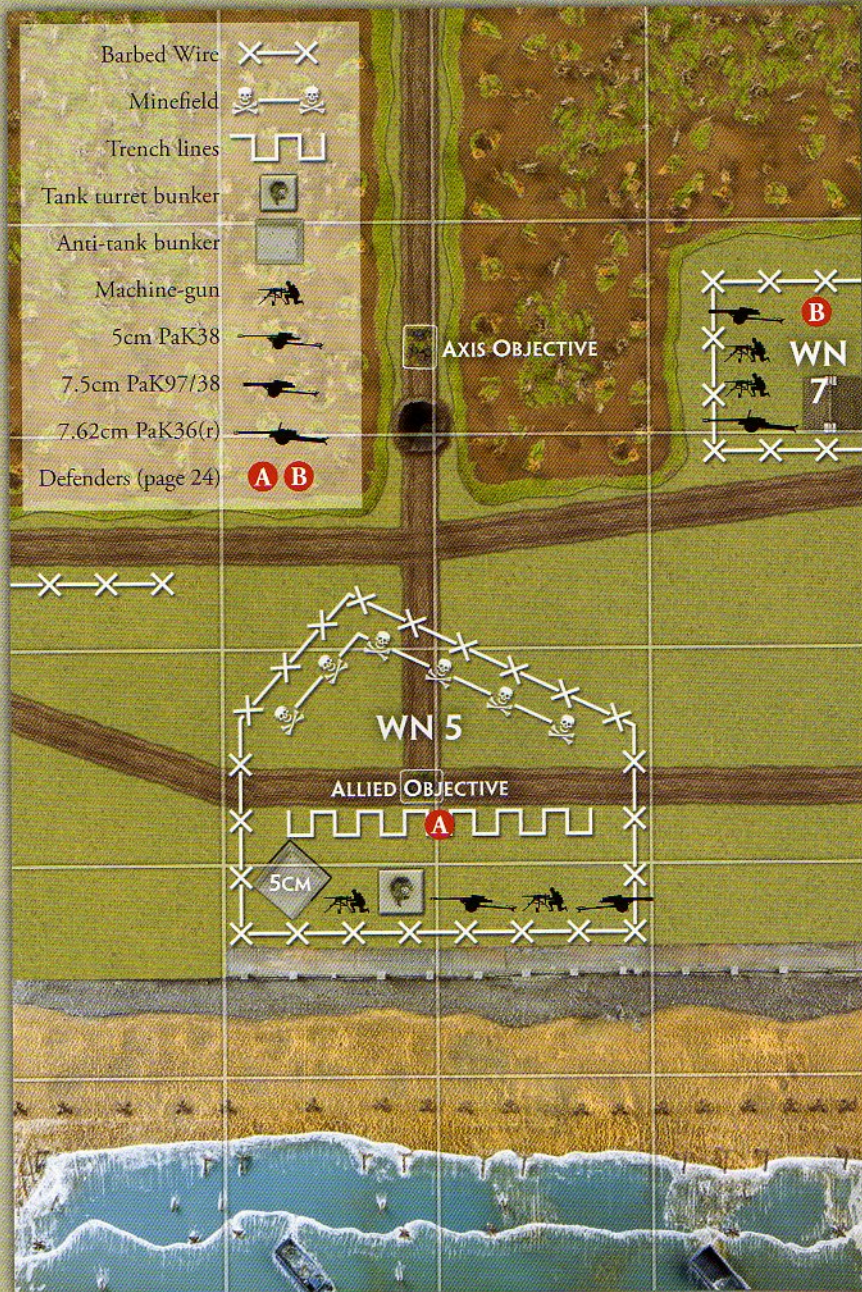 Barbed Wire
Minefield
Trench lines
Tank turret bunker
Anti-tank bunker
Machine-gun
5cm PaK38
7.5cm PaK97/38
7.62cm PaK36(r)
Defenders (page 24) A B
AXIS OBJECTIVE
B
WN
7
WN 5
ALLIED OBJECTIVE
A
5CM